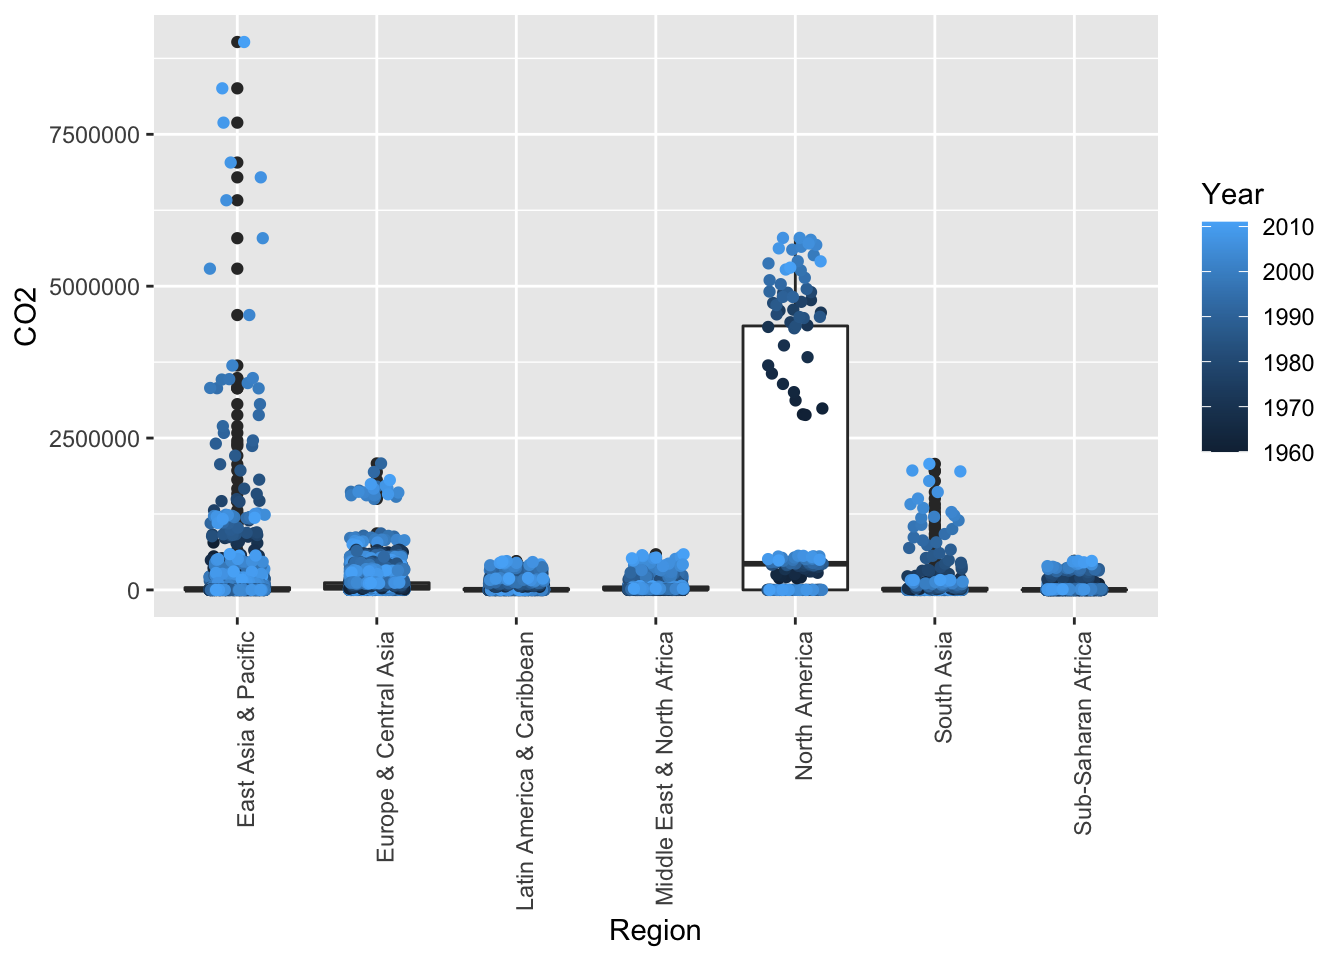 CO2
7500000
5000000
2500000
0
East Asia & Pacific
Europe & Central Asia
Latin America & Caribbean
Middle East & North Africa
North America
South Asia
Sub-Saharan Africa
Region
Year
2010
2000
1990
1980
1970
1960